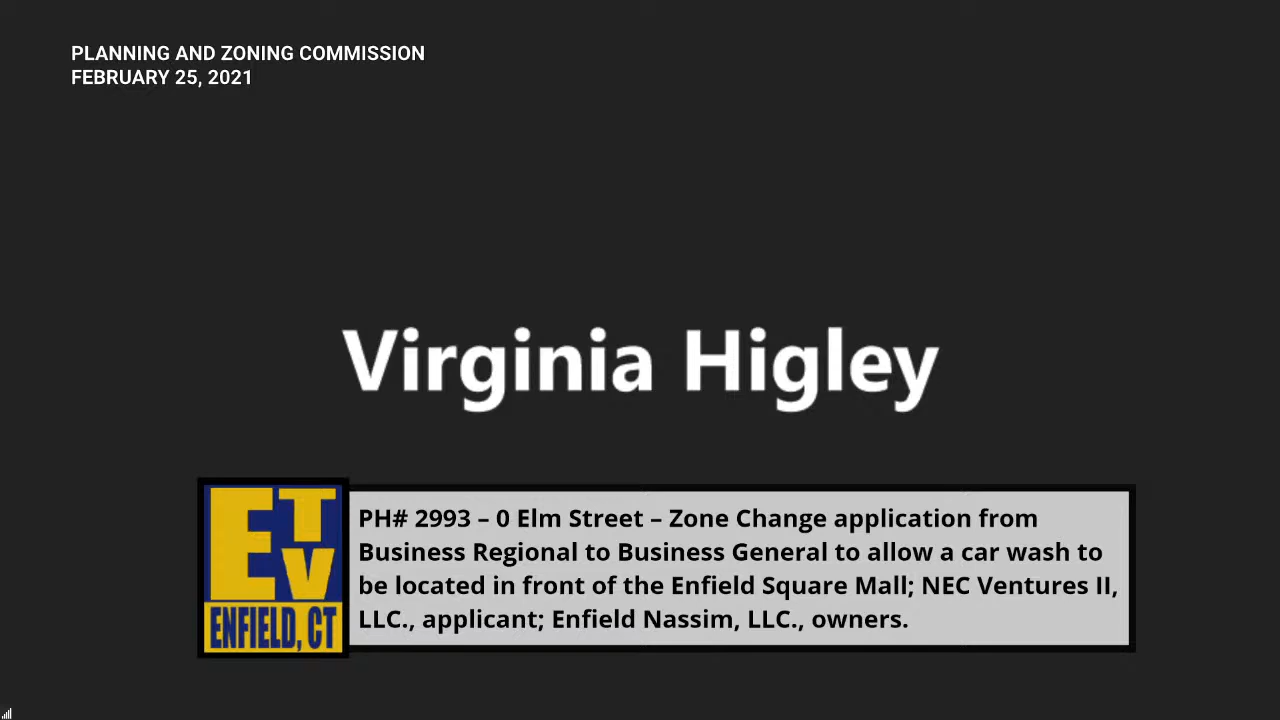 PLANNING AND ZONING COMMISSION
FEBRUARY 25, 2021
Virginia Higley
ETV
ENFIELD, CT
PH# 2993 – 0 Elm Street – Zone Change application from
Business Regional to Business General to allow a car wash to
be located in front of the Enfield Square Mall; NEC Ventures II,
LLC., applicant; Enfield Nassim, LLC., owners.